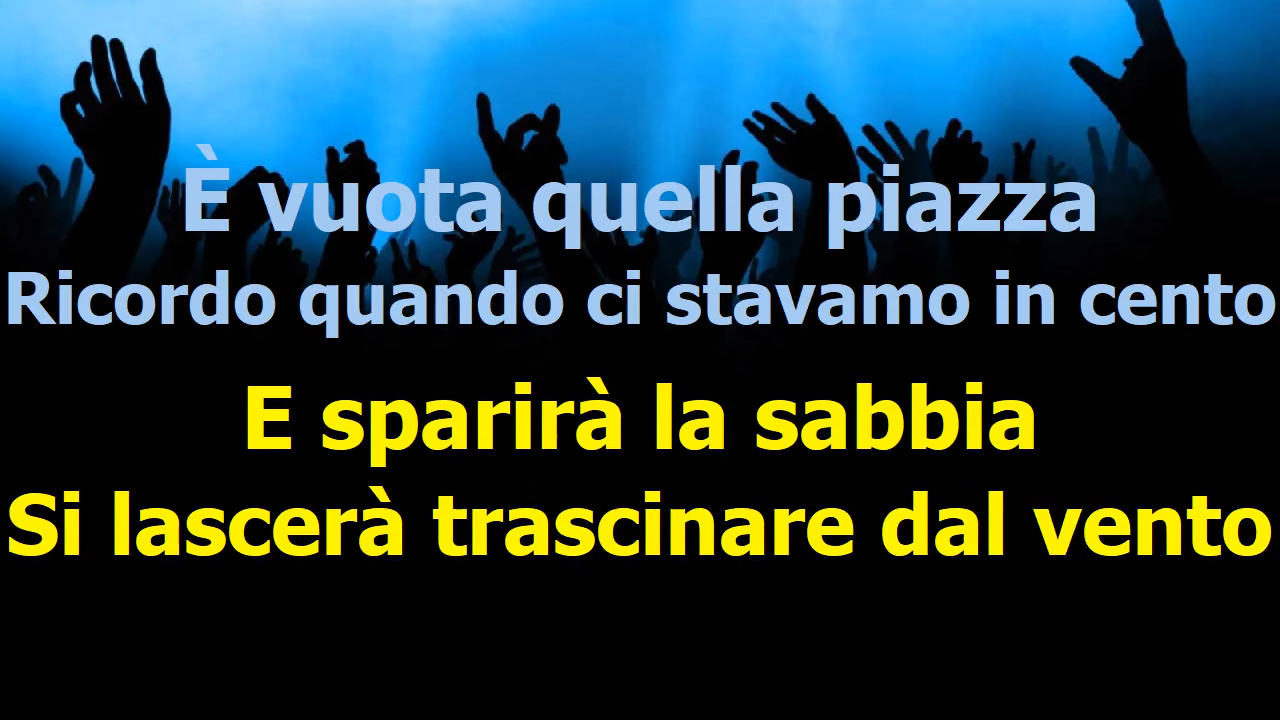 È vuota quella piazza
Ricordo quando ci stavamo in cento
E sparirà la sabbia
Si lascerà trascinare dal vento